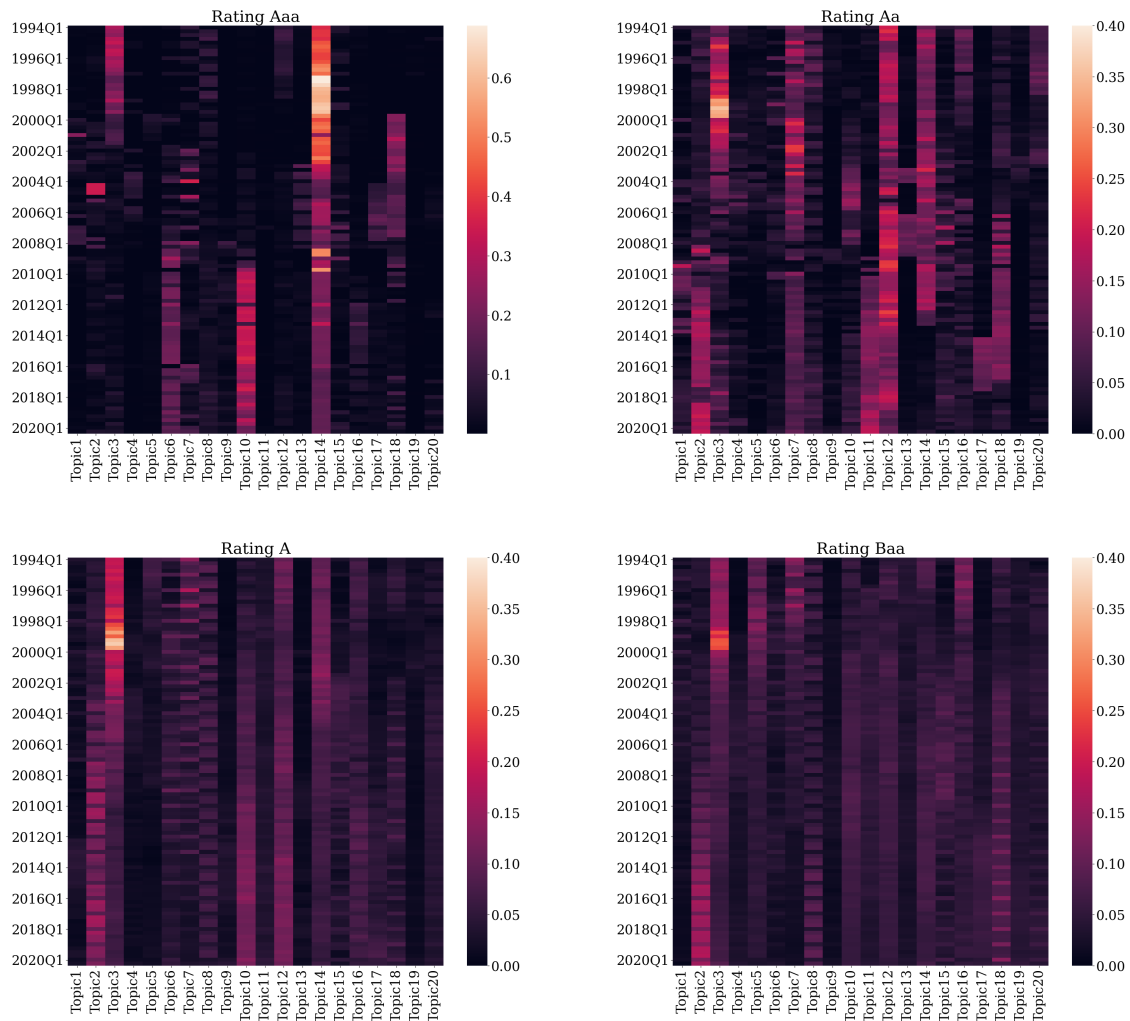 Rating Aaa
1994Q1
1996Q1
1998Q1
2000Q1
2002Q1
2004Q1
2006Q1
2008Q1
2010Q1
2012Q1
2014Q1
2016Q1
2018Q1
2020Q1
Topic1
Topic2
Topic3
Topic4
Topic5
Topic6
Topic7
Topic8
Topic9
Topic10
Topic11
Topic12
Topic13
Topic14
Topic15
Topic16
Topic17
Topic18
Topic19
Topic20
0.6
0.5
0.4
0.3
0.2
0.1
Rating Aa
1994Q1
1996Q1
1998Q1
2000Q1
2002Q1
2004Q1
2006Q1
2008Q1
2010Q1
2012Q1
2014Q1
2016Q1
2018Q1
2020Q1
Topic1
Topic2
Topic3
Topic4
Topic5
Topic6
Topic7
Topic8
Topic9
Topic10
Topic11
Topic12
Topic13
Topic14
Topic15
Topic16
Topic17
Topic18
Topic19
Topic20
0.40
0.35
0.30
0.25
0.20
0.15
0.10
0.05
0.00
Rating A
1994Q1
1996Q1
1998Q1
2000Q1
2002Q1
2004Q1
2006Q1
2008Q1
2010Q1
2012Q1
2014Q1
2016Q1
2018Q1
2020Q1
Topic1
Topic2
Topic3
Topic4
Topic5
Topic6
Topic7
Topic8
Topic9
Topic10
Topic11
Topic12
Topic13
Topic14
Topic15
Topic16
Topic17
Topic18
Topic19
Topic20
0.40
0.35
0.30
0.25
0.20
0.15
0.10
0.05
0.00
Rating Baa
1994Q1
1996Q1
1998Q1
2000Q1
2002Q1
2004Q1
2006Q1
2008Q1
2010Q1
2012Q1
2014Q1
2016Q1
2018Q1
2020Q1
Topic1
Topic2
Topic3
Topic4
Topic5
Topic6
Topic7
Topic8
Topic9
Topic10
Topic11
Topic12
Topic13
Topic14
Topic15
Topic16
Topic17
Topic18
Topic19
Topic20
0.40
0.35
0.30
0.25
0.20
0.15
0.10
0.05
0.00